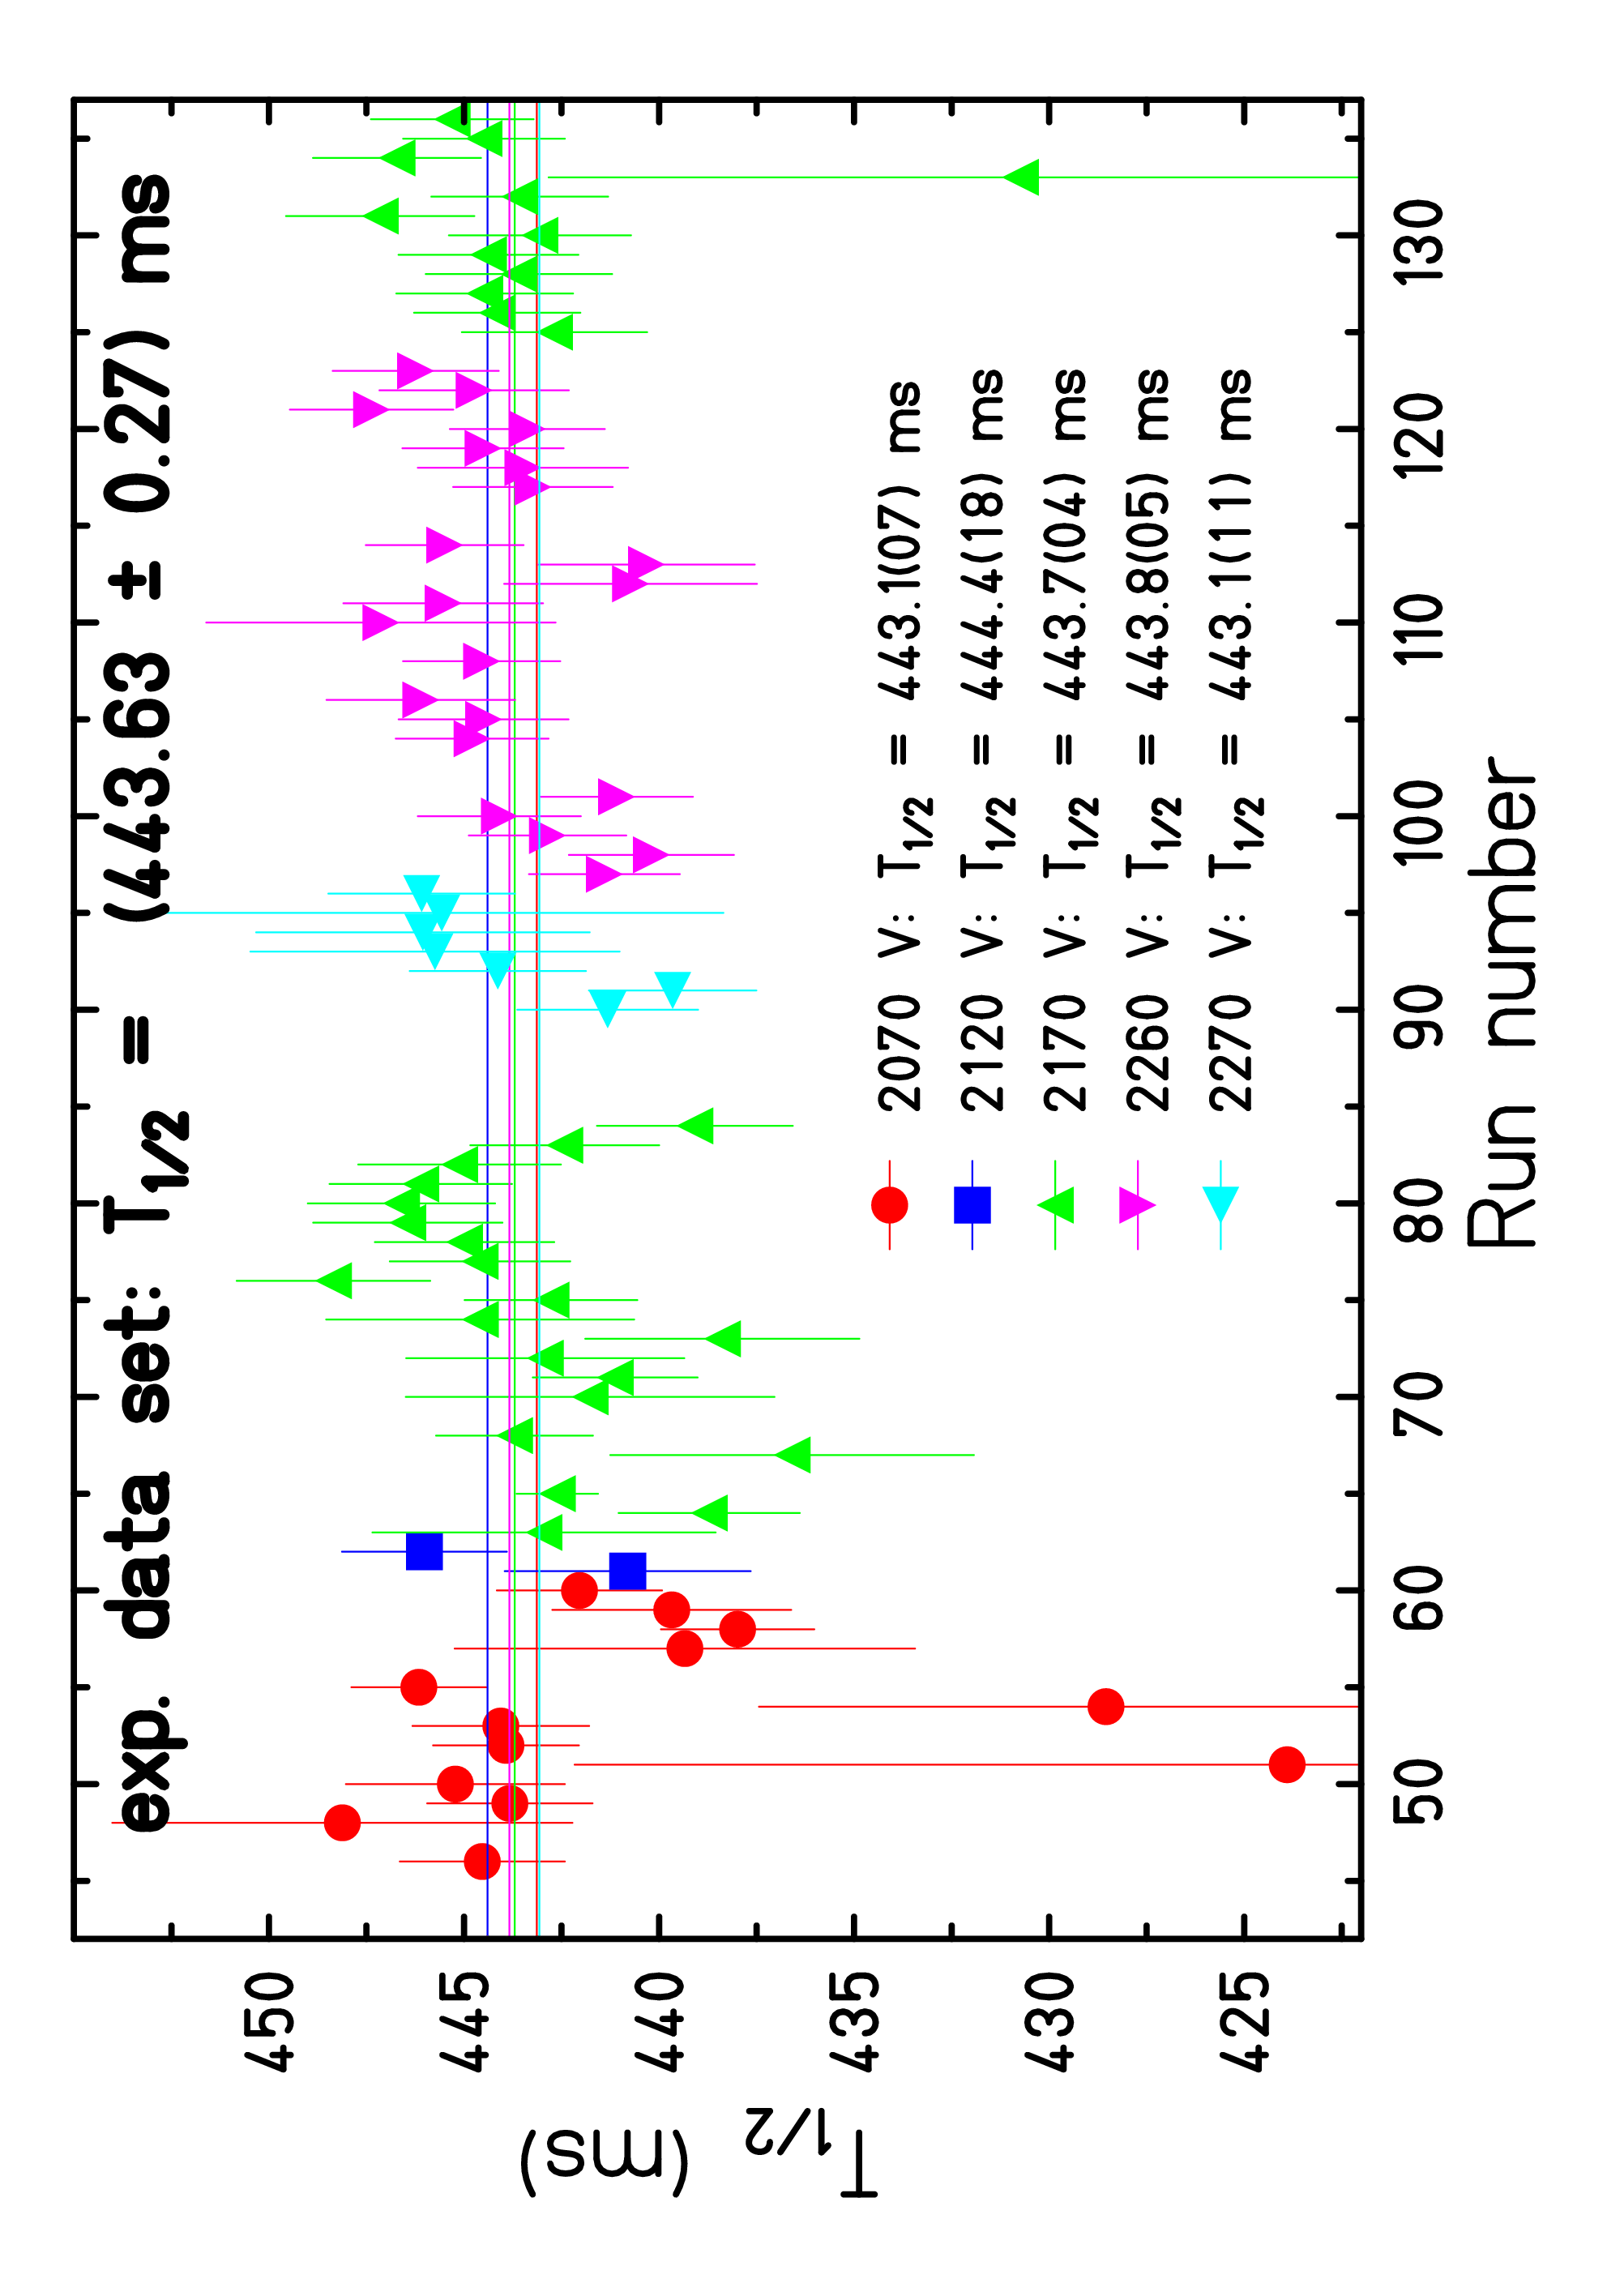 exp. data set: T1/2 = (443.63 ± 0.27) ms
T1/2 (ms)
450
445
440
435
430
425
2070 V: T1/2 = 443.1(07) ms
2120 V: T1/2 = 444.4(18) ms
2170 V: T1/2 = 443.7(04) ms
2260 V: T1/2 = 443.8(05) ms
2270 V: T1/2 = 443.1(11) ms
50 60 70 80 90 100 110 120 130
Run number